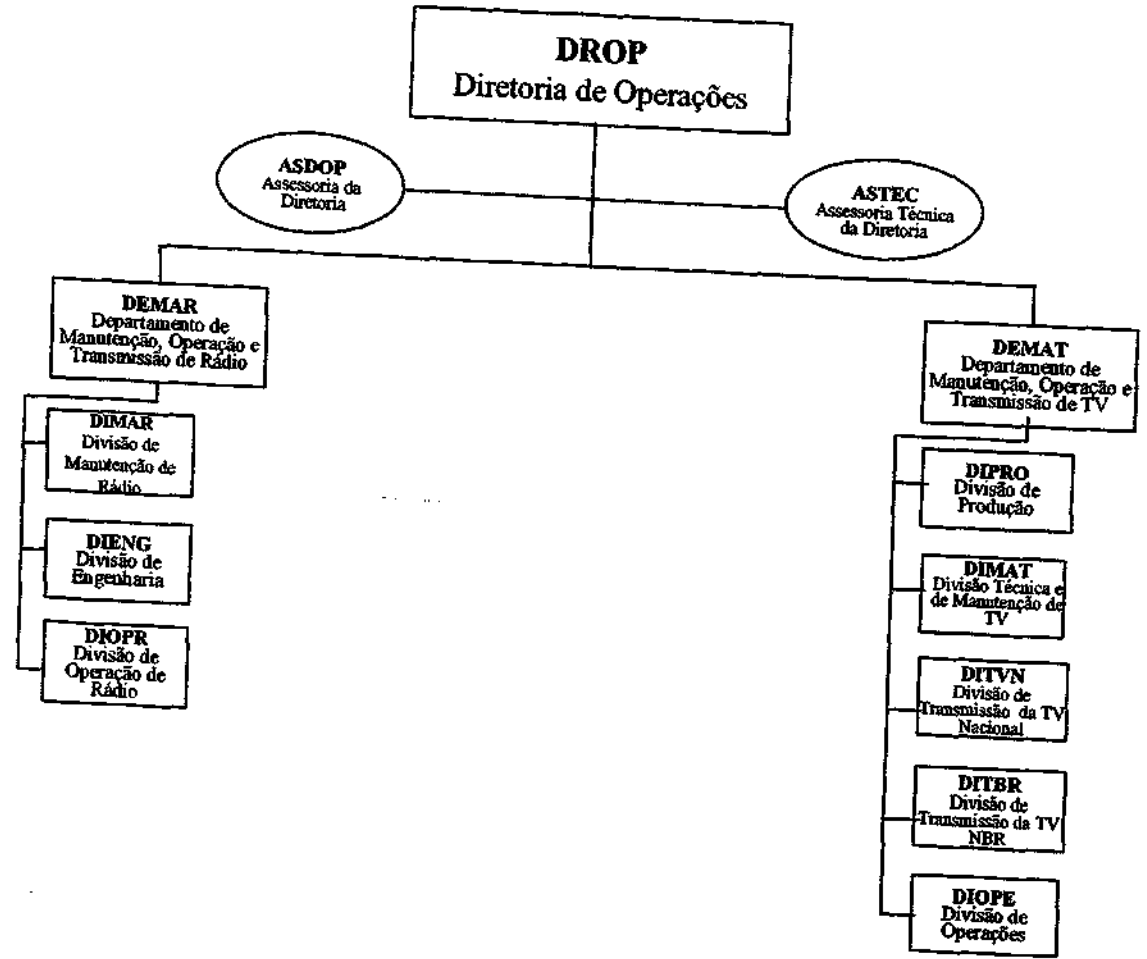 DROP
Diretoria de Operações
ASDOP
Assessoria da
Diretoria
ASTEC
Assessoria Técnica
da Diretoria
DEMAR
Departamento de
Manutenção, Operação e
Transmissão de Rádio
DIMAR
Divisão de
Manutenção de
Rádio
DIENG
Divisão de
Engenharia
DIOPR
Divisão de
Operação de
Rádio
DEMAT
Departamento de
Manutenção, Operação e
Transmissão de TV
DIPRO
Divisão de
Produção
DIMAT
Divisão Técnica e
de Manutenção de
TV
DITVN
Divisão de
Transmissão da TV
Nacional
DITBR
Divisão de
Transmissão da TV
NBR
DIOPE
Divisão de
Operações